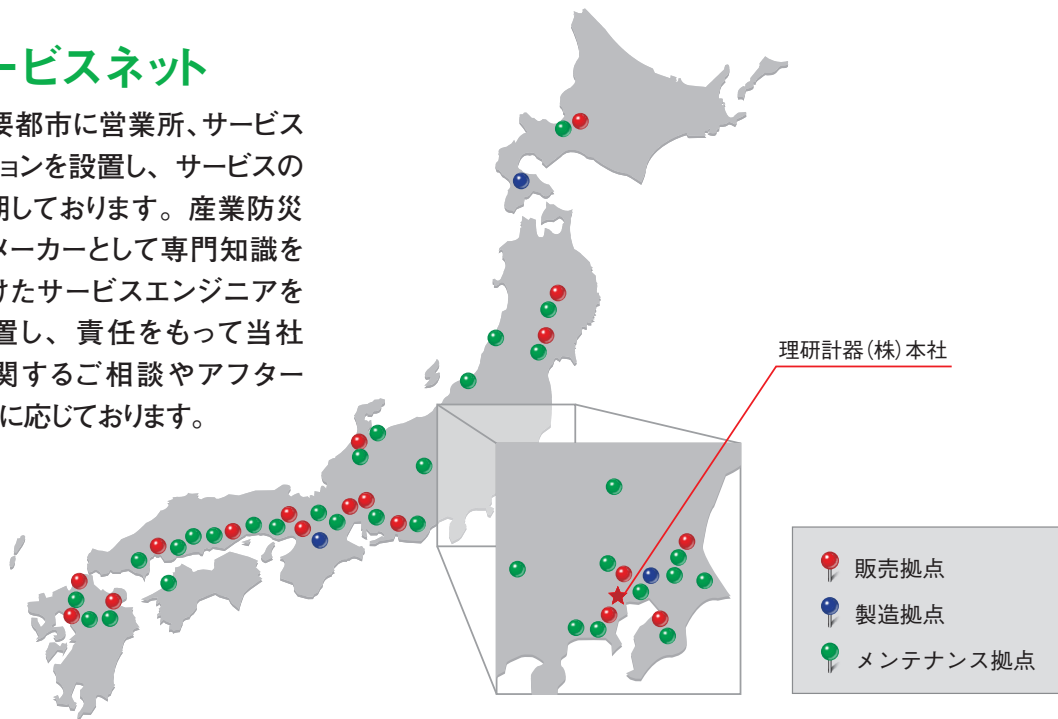 ービスネット
要都市に営業所、サービス
ョンを設置し、サービスの
期しております。産業防災
メーカーとして専門知識を
けたサービスエンジニアを
置し、責任をもって当社
関するご相談やアフター
に応じております。
理研計器(株)本社
販売拠点
製造拠点
メンテナンス拠点